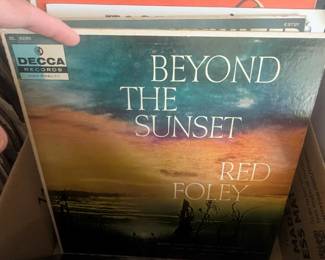 DECCA
RECORDS
BEYOND
THE
SUNSET
RED
FOLEY